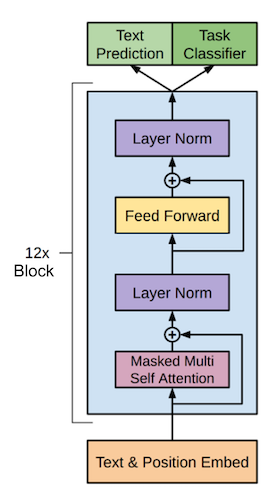 Text
Prediction
Task
Classifier
Layer Norm
+
Feed Forward
12x
Block
Layer Norm
+
Masked Multi
Self Attention
Text & Position Embed